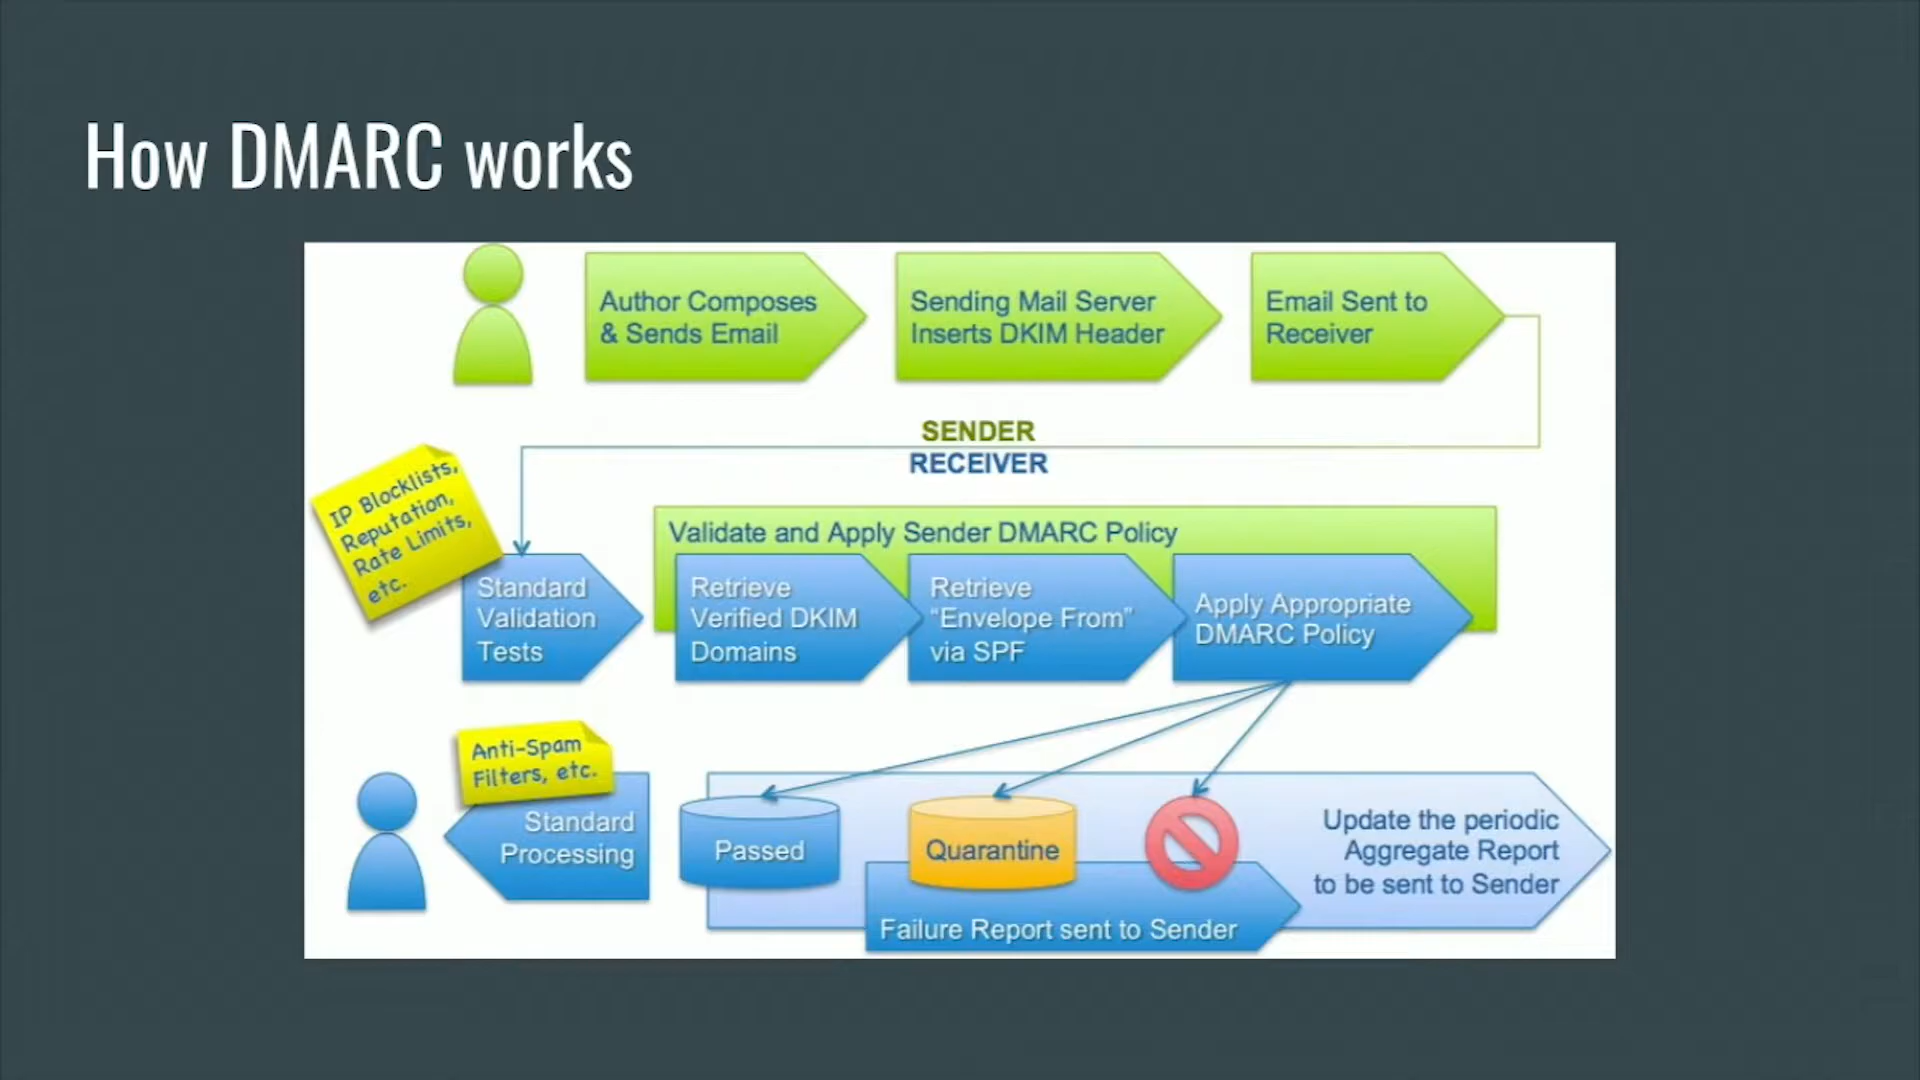 How DMARC works
Author Composes
& Sends Email
Sending Mail Server
Inserts DKIM Header
Email Sent to
Receiver
SENDER
RECEIVER
IP Blocklists,
Reputation,
Rate Limits,
etc.
Standard
Validation
Tests
Validate and Apply Sender DMARC Policy
Retrieve
Verified DKIM
Domains
Retrieve
“Envelope From”
via SPF
Apply Appropriate
DMARC Policy
Anti-Spam
Filters, etc.
Standard
Processing
Passed
Quarantine
Failure Report sent to Sender
Update the periodic
Aggregate Report
to be sent to Sender